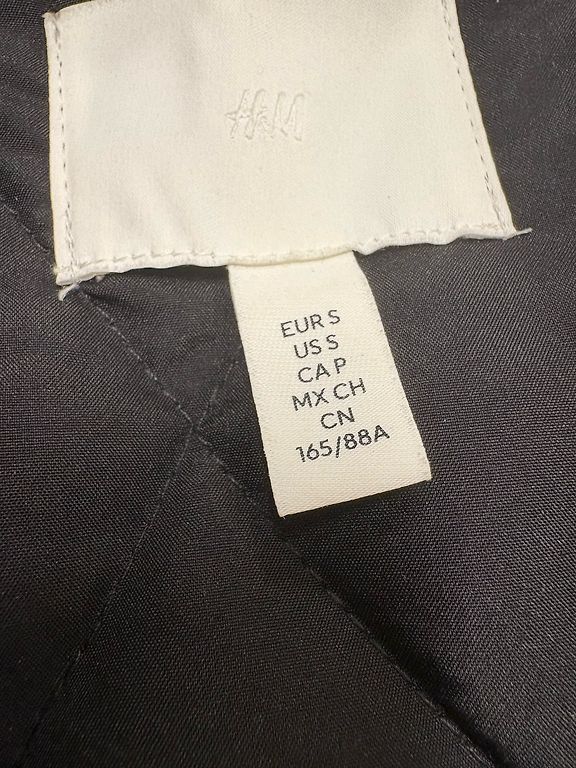 H&M
EUR S
US S
CA P
MX CH
CN
165/88A